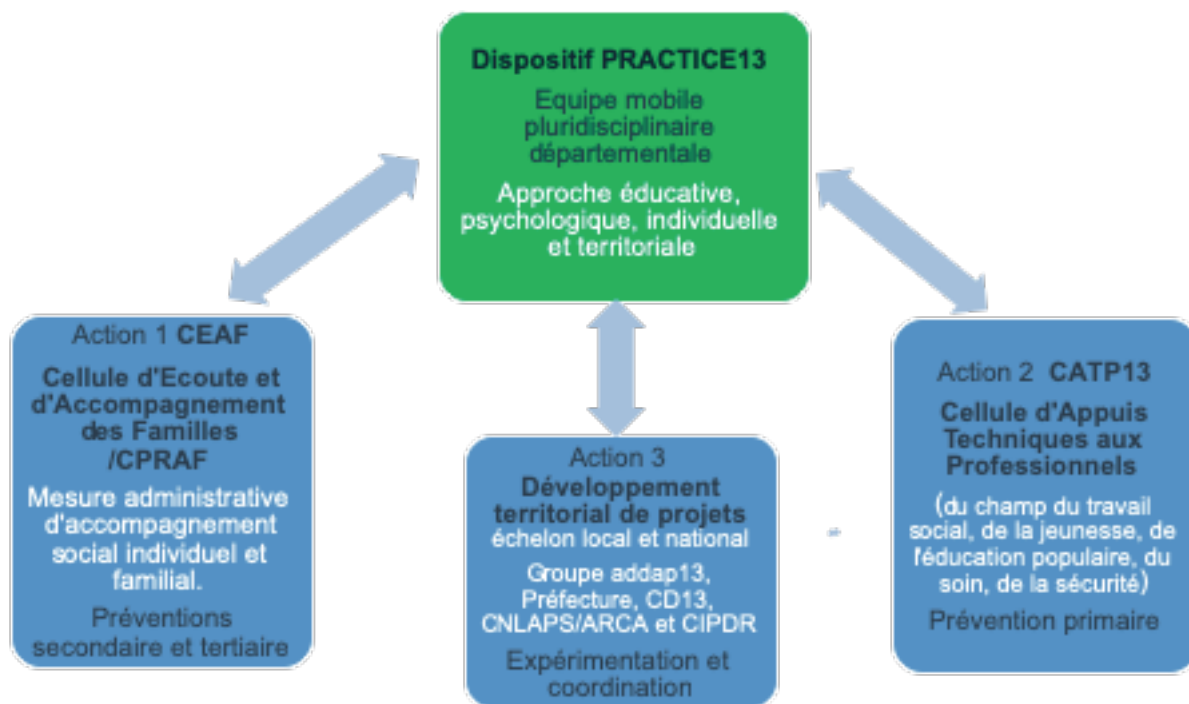 Dispositif PRACTICE13
Equipe mobile
pluridisciplinaire
départementale
Approche éducative,
psychologique, individuelle
et territoriale
Action 1 CEAF
Cellule d'Ecoute et
d'Accompagnement
des Familles
/CPRAF
Mesure administrative
d'accompagnement
social individuel et
familial.
Préventions
secondaire et tertiaire
Action 3
Développement
territorial de projets
échelon local et national
Groupe addap13,
Préfecture, CD13,
CNLAPS/ARCA et CIPDR
Expérimentation et
coordination
Action 2 CATP13
Cellule d'Appuis
Techniques aux
Professionnels
(du champ du travail
social, de la jeunesse, de
l'éducation populaire, du
soin, de la sécurité)
Prévention primaire